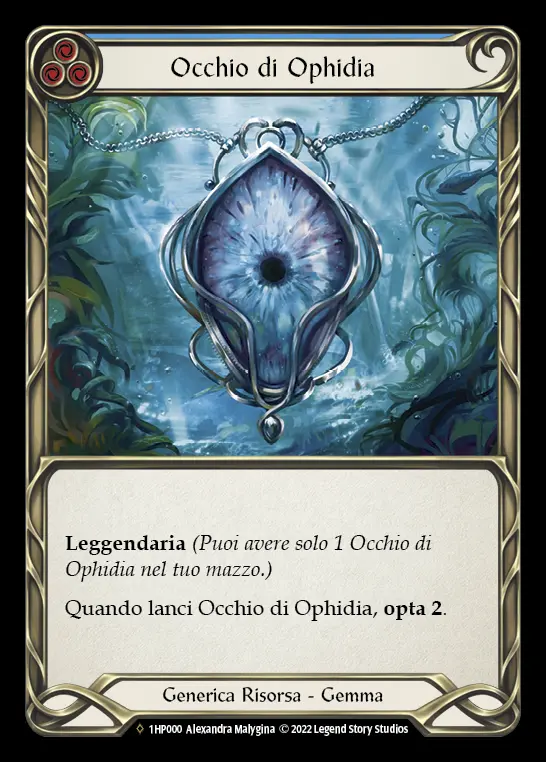 Occhio di Ophidia
Leggendaria (Puoi avere solo 1 Occhio di
Ophidia nel tuo mazzo.)
Quando lanci Occhio di Ophidia, opta 2.
Generica Risorsa - Gemma
1HP000 Alexandra Malygina © 2022 Legend Story Studios